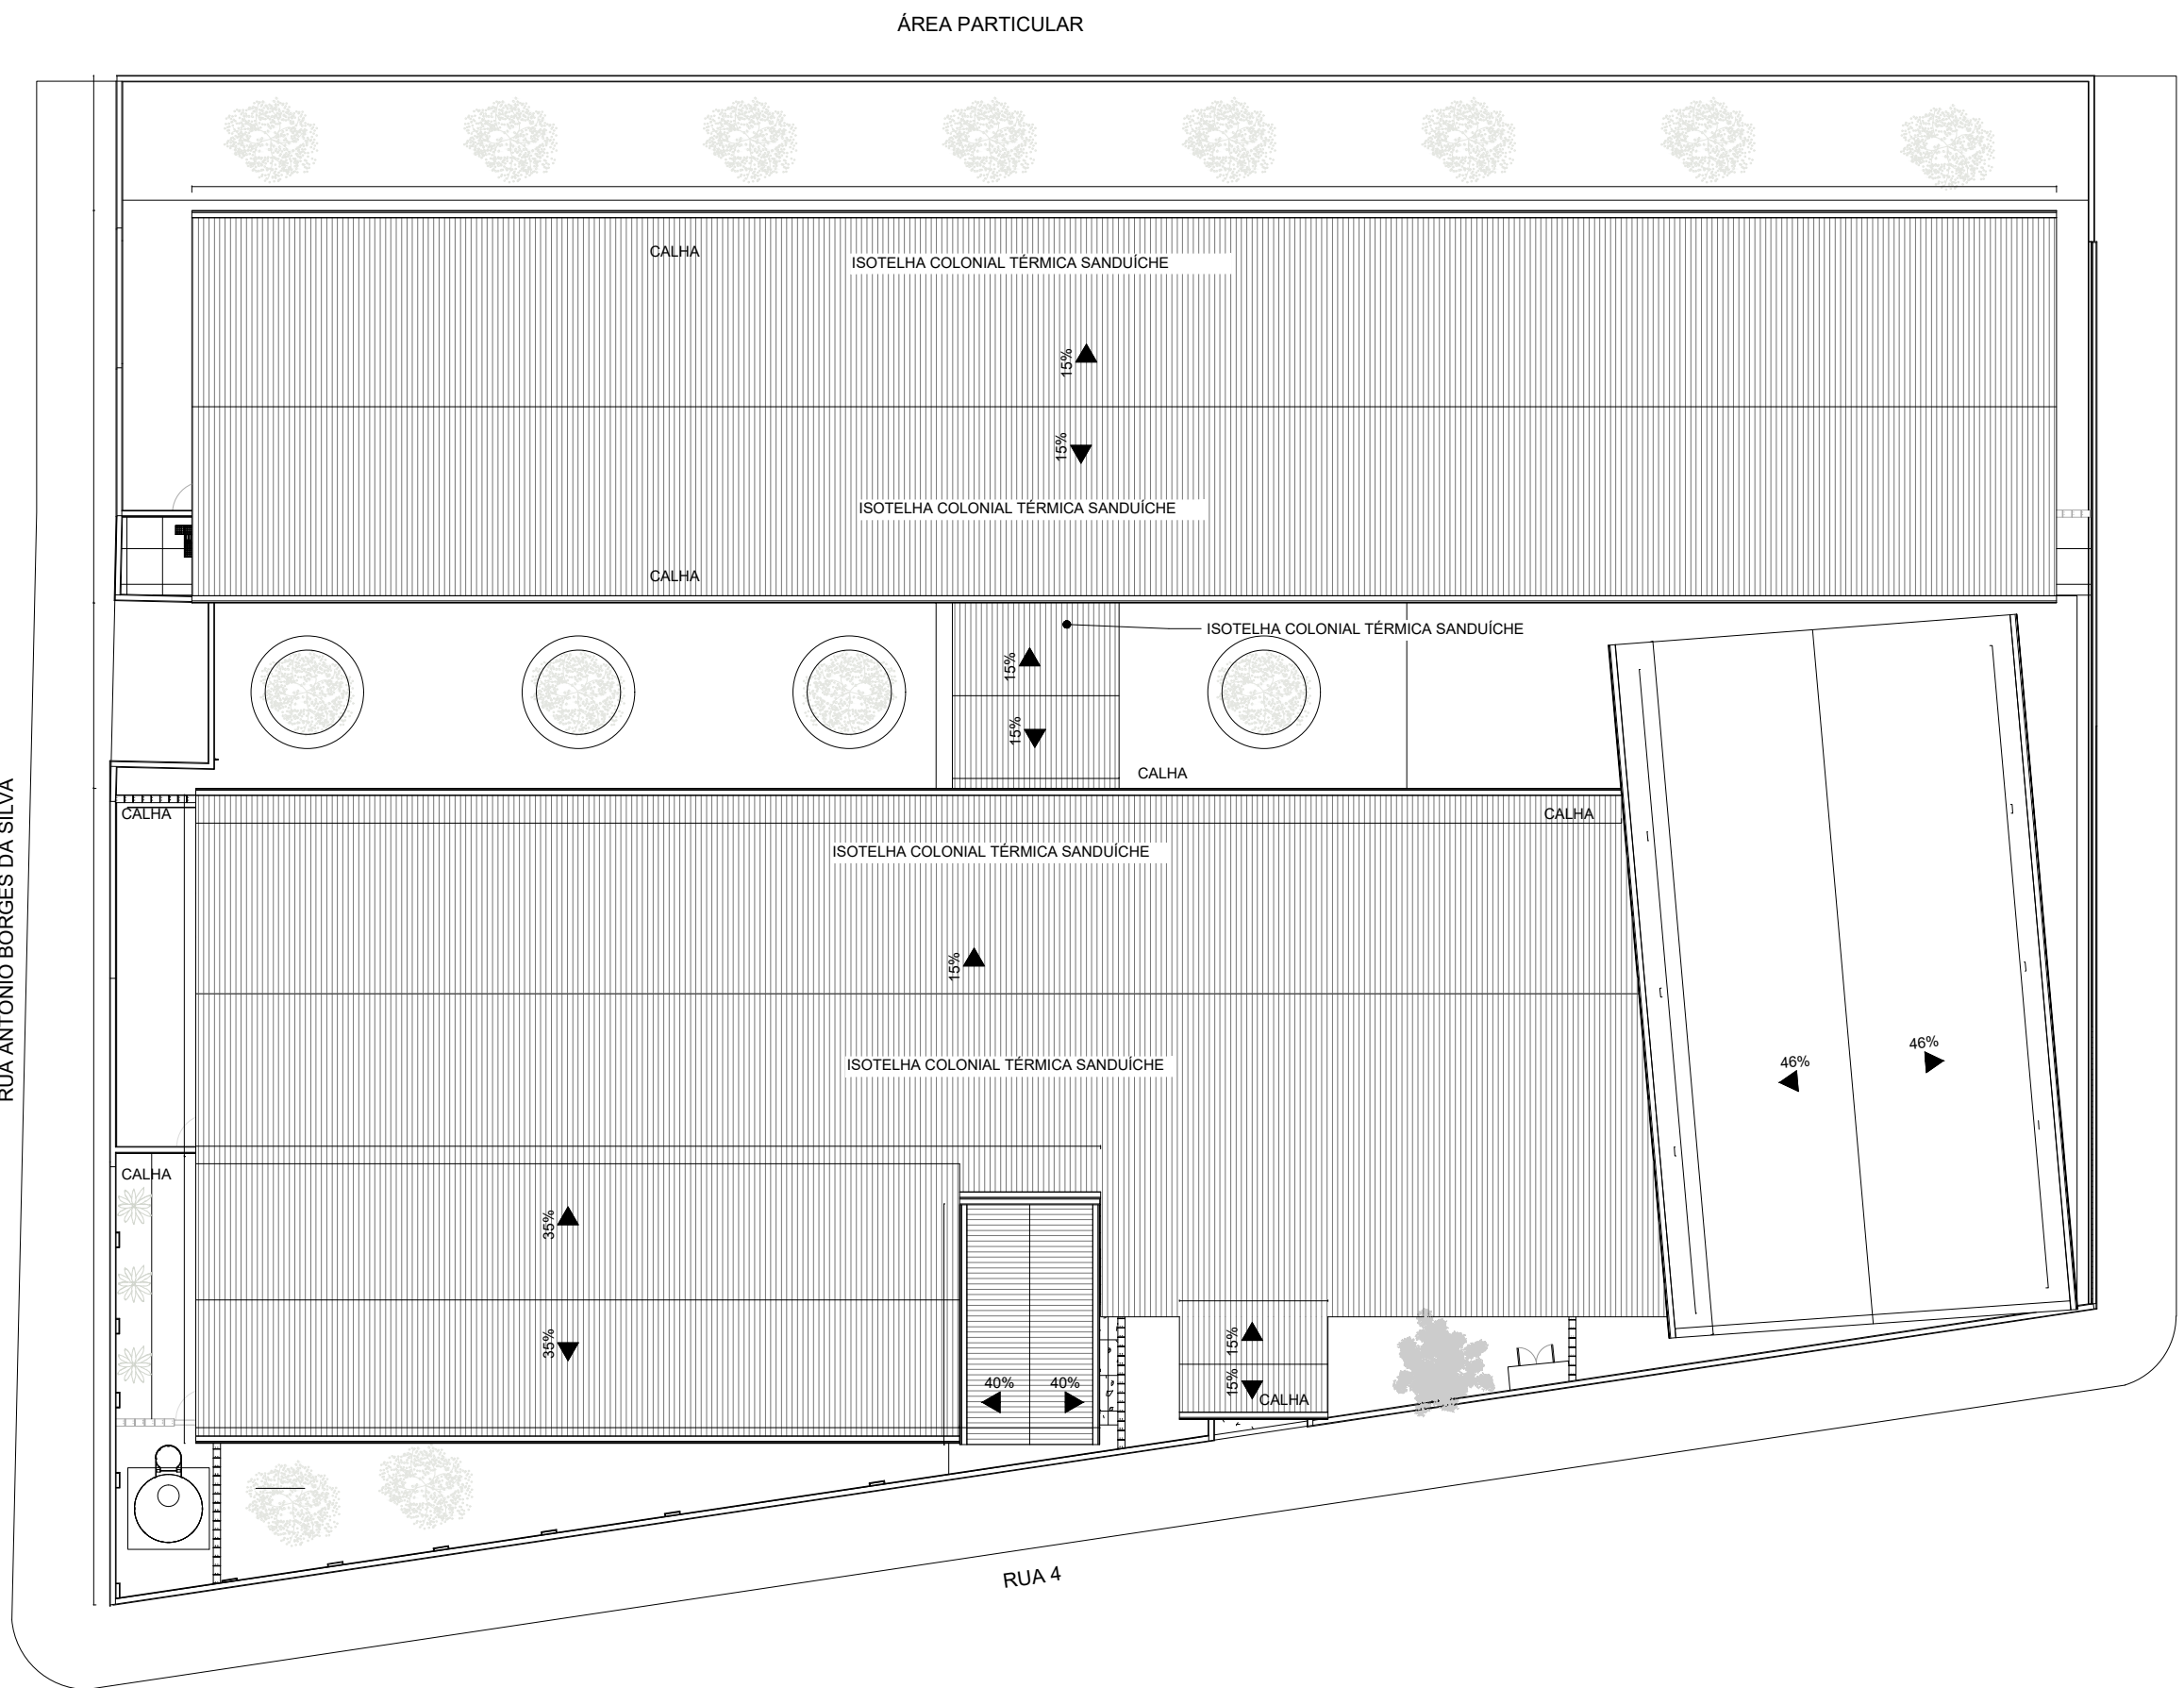 ÁREA PARTICULAR
CALHA
ISOTELHA COLONIAL TÉRMICA SANDUÍCHE
15%
15%
ISOTELHA COLONIAL TÉRMICA SANDUÍCHE
CALHA
ISOTELHA COLONIAL TÉRMICA SANDUÍCHE
15%
15%
CALHA
RUA ANTONIO BORGES DA SILVA
CALHA
CALHA
ISOTELHA COLONIAL TÉRMICA SANDUÍCHE
15%
ISOTELHA COLONIAL TÉRMICA SANDUÍCHE
46%
46%
CALHA
35%
35%
40%
40%
15%
15%
CALHA
RUA 4